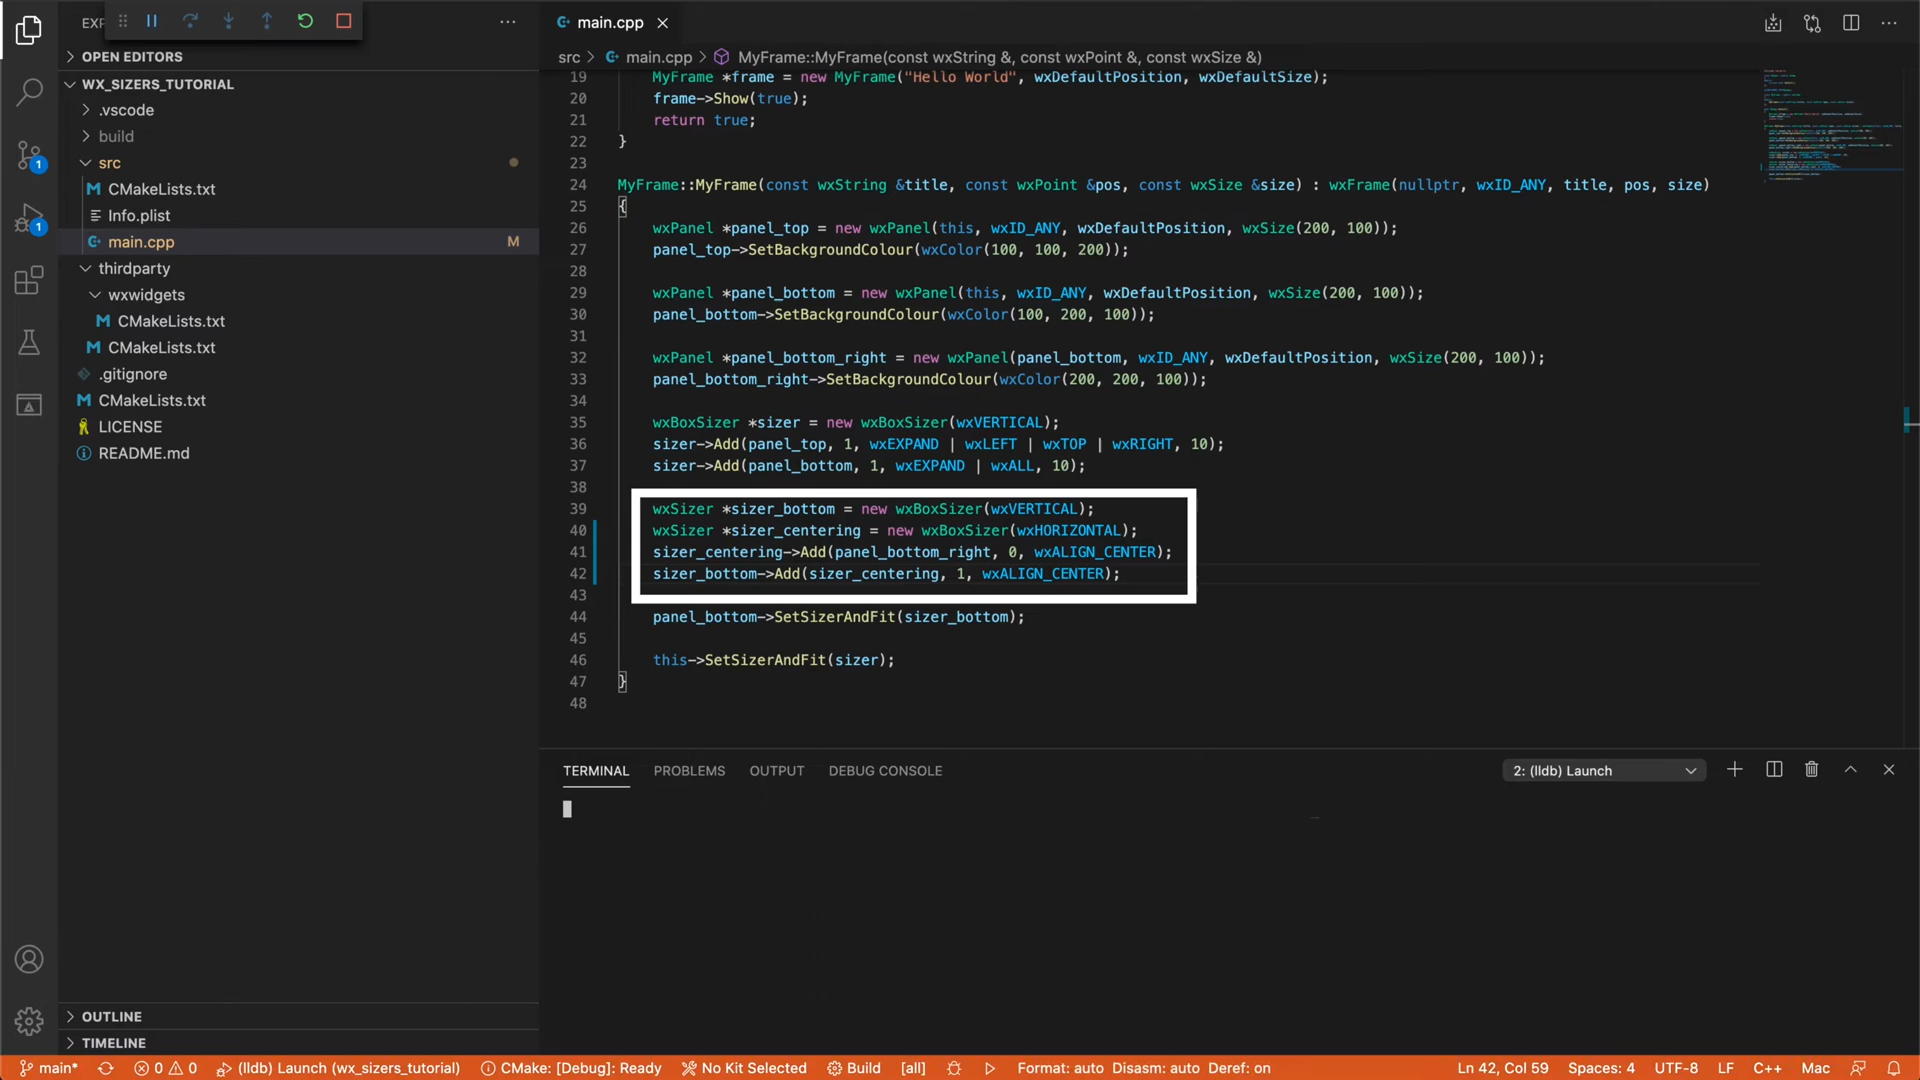 EXP
OPEN EDITORS
WX_SIZERS_TUTORIAL
.vscode
build
src
CMakeLists.txt
Info.plist
main.cpp M
thirdparty
wxwidgets
CMakeLists.txt
CMakeLists.txt
.gitignore
CMakeLists.txt
LICENSE
README.md
OUTLINE
TIMELINE
1
1
main.cpp
src > main.cpp > MyFrame::MyFrame(const wxString &, const wxPoint &, const wxSize &)
19 MyFrame *frame = new MyFrame("Hello World", wxDefaultPosition, wxDefaultSize);
20 frame->Show(true);
21 return true;
22 }
23
24 MyFrame::MyFrame(const wxString &title, const wxPoint &pos, const wxSize &size) : wxFrame(nullptr, wxID_ANY, title, pos, size)
25 {
26 wxPanel *panel_top = new wxPanel(this, wxID_ANY, wxDefaultPosition, wxSize(200, 100));
27 panel_top->SetBackgroundColour(wxColor(100, 100, 200));
28
29 wxPanel *panel_bottom = new wxPanel(this, wxID_ANY, wxDefaultPosition, wxSize(200, 100));
30 panel_bottom->SetBackgroundColour(wxColor(100, 200, 100));
31
32 wxPanel *panel_bottom_right = new wxPanel(panel_bottom, wxID_ANY, wxDefaultPosition, wxSize(200, 100));
33 panel_bottom_right->SetBackgroundColour(wxColor(200, 200, 100));
34
35 wxBoxSizer *sizer = new wxBoxSizer(wxVERTICAL);
36 sizer->Add(panel_top, 1, wxEXPAND | wxLEFT | wxTOP | wxRIGHT, 10);
37 sizer->Add(panel_bottom, 1, wxEXPAND | wxALL, 10);
38
39 wxSizer *sizer_bottom = new wxBoxSizer(wxVERTICAL);
40 wxSizer *sizer_centering = new wxBoxSizer(wxHORIZONTAL);
41 sizer_centering->Add(panel_bottom_right, 0, wxALIGN_CENTER);
42 sizer_bottom->Add(sizer_centering, 1, wxALIGN_CENTER);
43
44 panel_bottom->SetSizerAndFit(sizer_bottom);
45
46 this->SetSizerAndFit(sizer);
47 }
48
TERMINAL PROBLEMS OUTPUT DEBUG CONSOLE 2: (lldb) Launch
main* 0 0 (lldb) Launch (wx_sizers_tutorial) CMake: [Debug]: Ready No Kit Selected Build [all] Format: auto Disasm: auto Deref: on Ln 42, Col 59 Spaces: 4 UTF-8 LF C++ Mac